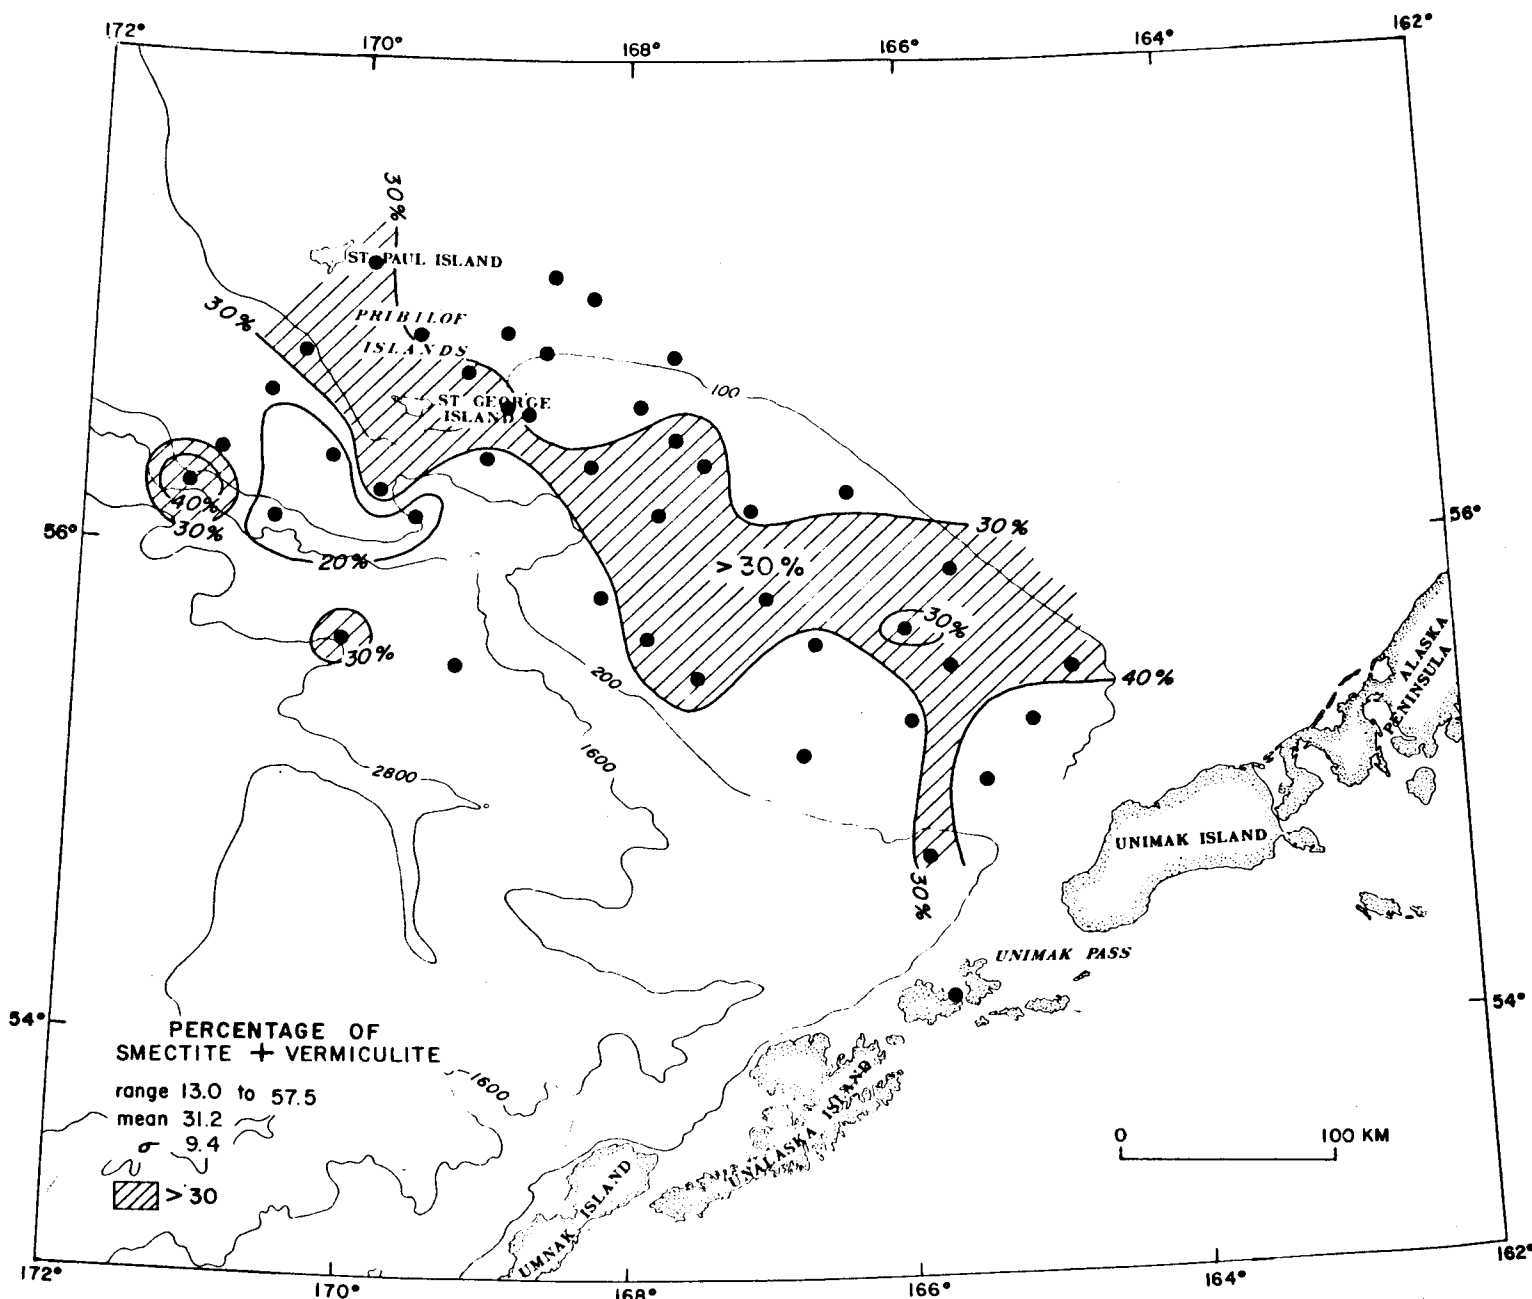 172°
170°
168°
166°
164°
162°
30%
ST. PAUL ISLAND
30%
PRIBILOF
ISLANDS
100
ST. GEORGE
ISLAND
40%
30%
56°
20%
30%
56°
>30%
30%
30%
200
40%
ALASKA
PENINSULA
1600
2800
UNIMAK ISLAND
30%
UNIMAK PASS
54°
54°
PERCENTAGE OF
SMECTITE + VERMICULITE
range 13.0 to 57.5
mean 31.2
σ 9.4
>30
1600
UNALASKA ISLAND
UMNAK ISLAND
0 100 KM
172°
170°
168°
166°
164°
162°